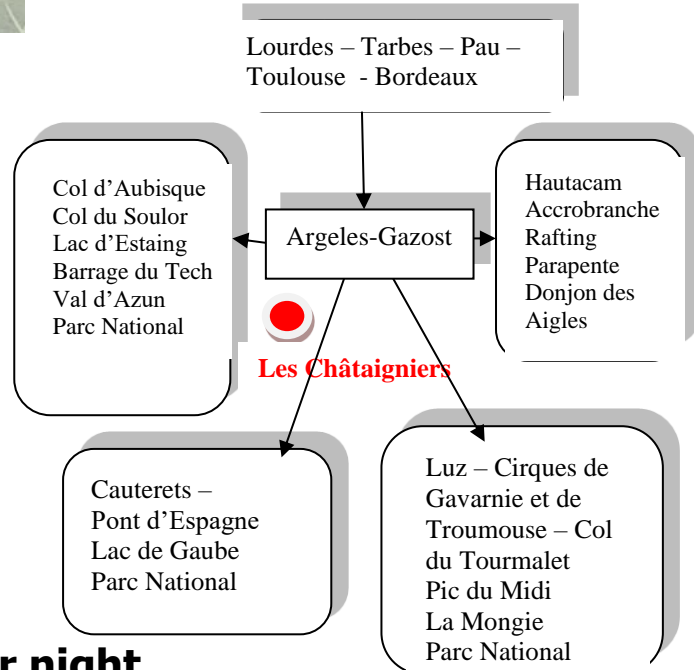 Lourdes – Tarbes – Pau –
Toulouse - Bordeaux
Col d'Aubisque
Col du Soulor
Lac d'Estaing
Barrage du Tech
Val d'Azun
Parc National
Argeles-Gazost
Hautacam
Accrobranche
Rafting
Parapente
Donjon des
Aigles
Les Châtaigniers
Cauterets –
Pont d'Espagne
Lac de Gaube
Parc National
Luz – Cirques de
Gavarnie et de
Troumouse – Col
du Tourmalet
Pic du Midi
La Mongie
Parc National
night